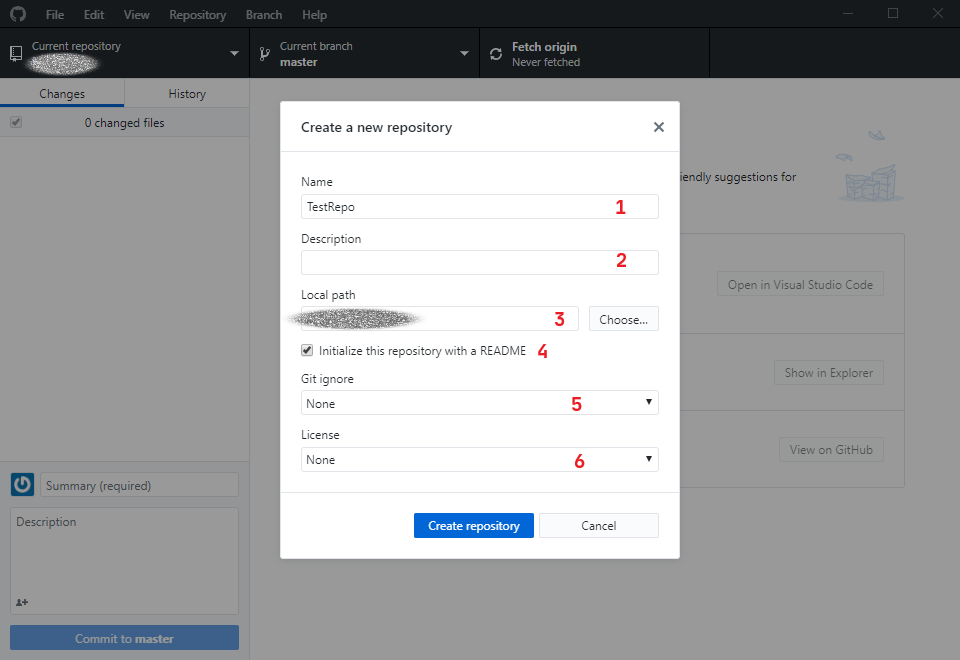 File Edit View Repository Branch Help
Current repository
Current branch
master
Fetch origin
Never fetched
Changes History
0 changed files
Create a new repository
Name
TestRepo 1
Description
2
Local path
3 Choose...
Initialize this repository with a README 4
Git ignore
None 5
License
None 6
Create repository Cancel
iendly suggestions for
Open in Visual Studio Code
Show in Explorer
View on GitHub
Summary (required)
Description
Commit to master